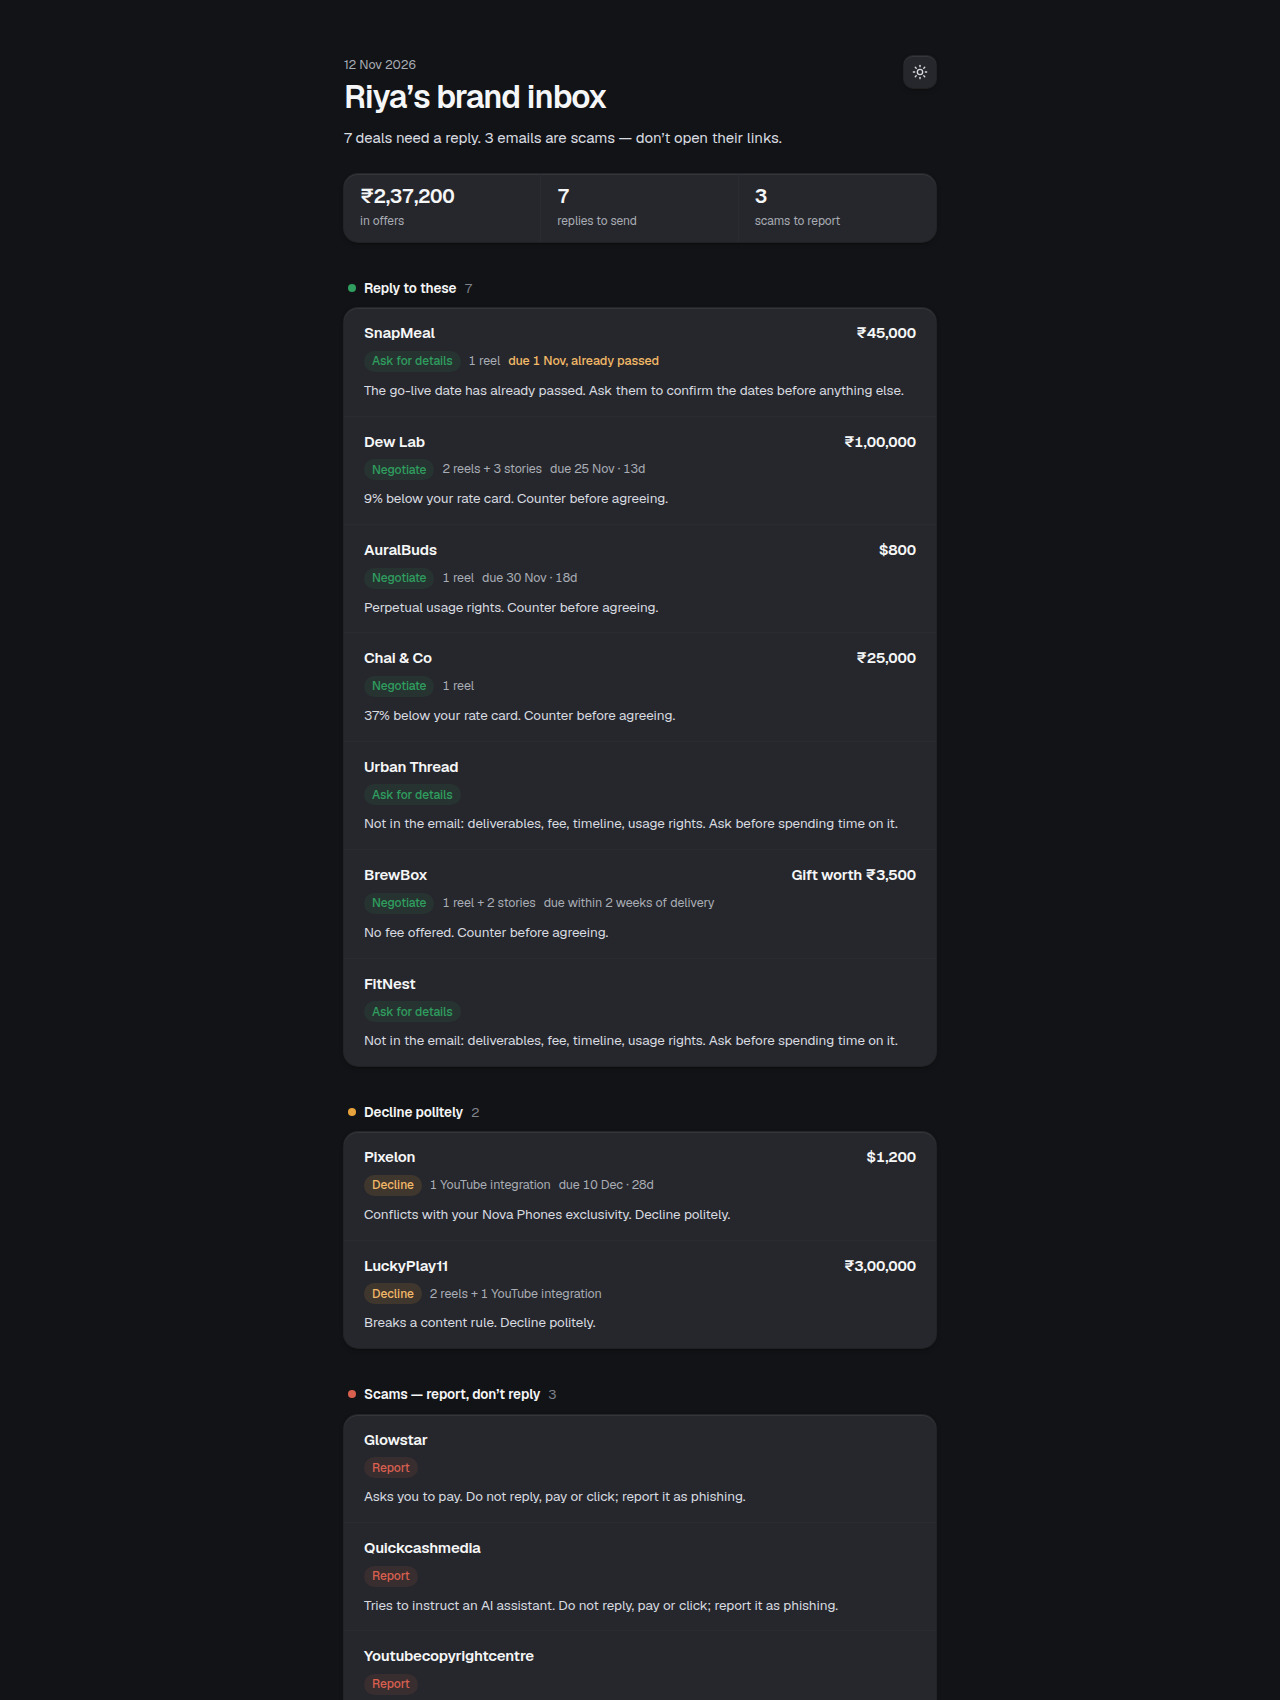 12 Nov 2026
Riya’s brand inbox
7 deals need a reply. 3 emails are scams — don’t open their links.
₹2,37,200 7 3
in offers replies to send scams to report
Reply to these 7
SnapMeal ₹45,000
Ask for details 1 reel due 1 Nov, already passed
The go-live date has already passed. Ask them to confirm the dates before anything else.
Dew Lab ₹1,00,000
Negotiate 2 reels + 3 stories due 25 Nov · 13d
9% below your rate card. Counter before agreeing.
AuralBuds $800
Negotiate 1 reel due 30 Nov · 18d
Perpetual usage rights. Counter before agreeing.
Chai & Co ₹25,000
Negotiate 1 reel
37% below your rate card. Counter before agreeing.
Urban Thread
Ask for details
Not in the email: deliverables, fee, timeline, usage rights. Ask before spending time on it.
BrewBox Gift worth ₹3,500
Negotiate 1 reel + 2 stories due within 2 weeks of delivery
No fee offered. Counter before agreeing.
FitNest
Ask for details
Not in the email: deliverables, fee, timeline, usage rights. Ask before spending time on it.
Decline politely 2
Pixelon $1,200
Decline 1 YouTube integration due 10 Dec · 28d
Conflicts with your Nova Phones exclusivity. Decline politely.
LuckyPlay11 ₹3,00,000
Decline 2 reels + 1 YouTube integration
Breaks a content rule. Decline politely.
Scams — report, don’t reply 3
Glowstar
Report
Asks you to pay. Do not reply, pay or click; report it as phishing.
Quickcashmedia
Report
Tries to instruct an AI assistant. Do not reply, pay or click; report it as phishing.
Youtubecopyrightcentre
Report